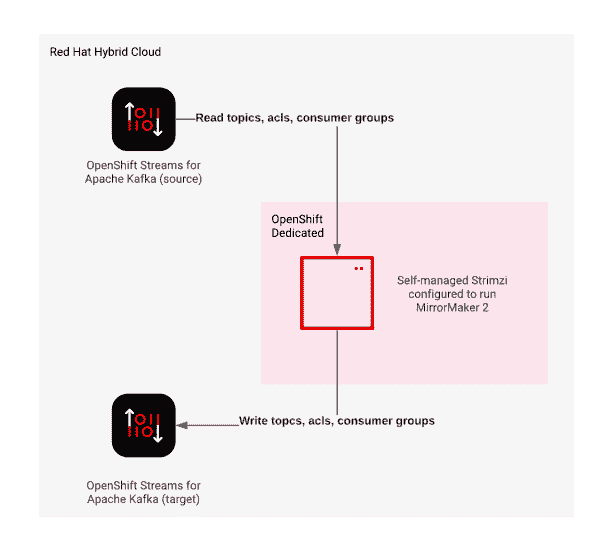 Red Hat Hybrid Cloud
Read topics, acls, consumer groups
OpenShift Streams for
Apache Kafka (source)
OpenShift
Dedicated
Self-managed Strimzi
configured to run
MirrorMaker 2
Write topcs, acls, consumer groups
OpenShift Streams for
Apache Kafka (target)